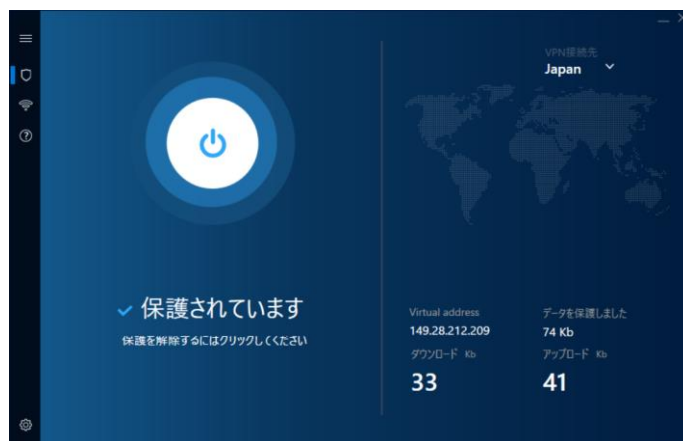 VPN接続先
Japan
保護されています
保護を解除するにはクリックしてください
Virtual address
149.28.212.209
データを保護しました
74 Kb
ダウンロード Kb
33
アップロード Kb
41